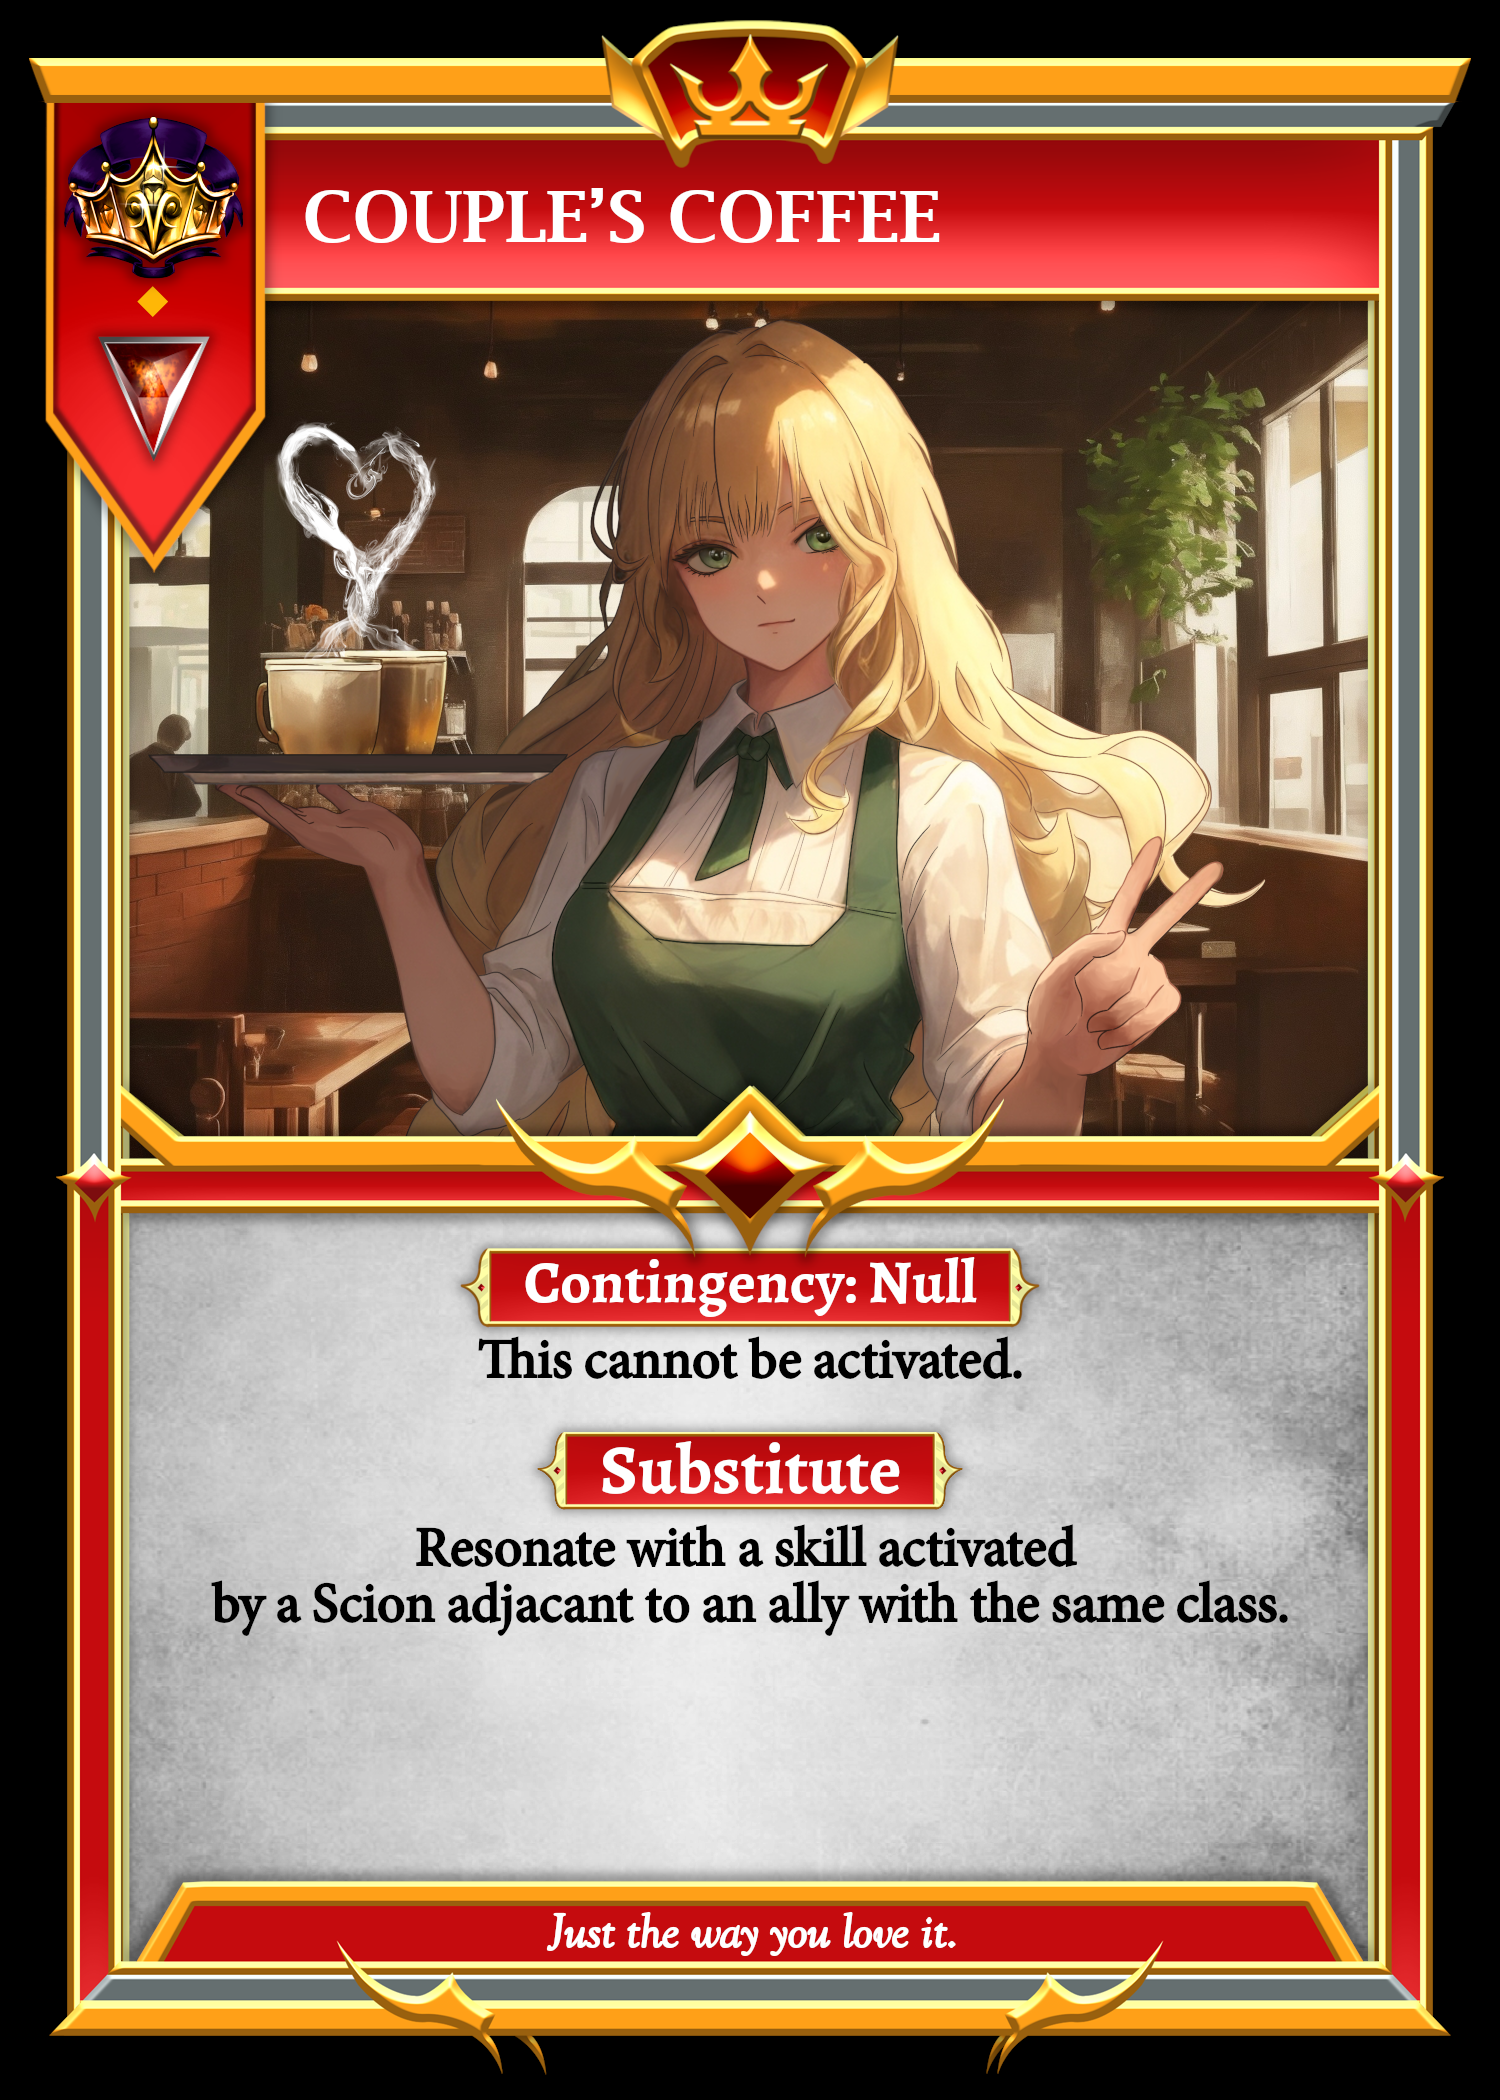 COUPLE’S COFFEE
Contingency: Null
This cannot be activated.
Substitute
Resonate with a skill activated
by a Scion adjacant to an ally with the same class.
Just the way you love it.